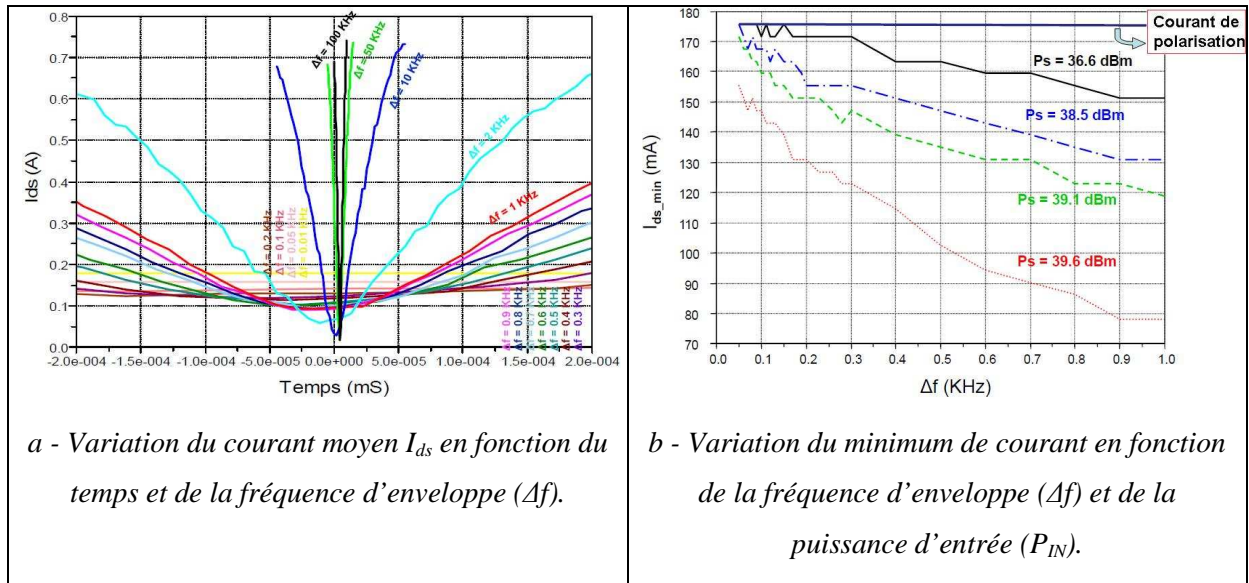 0.8
0.7
0.6
0.5
0.4
0.3
0.2
0.1
0.0
Ids (A)
-2.0e-004
-1.5e-004
-1.0e-004
-5.0e-005
0.0e+000
5.0e-005
1.0e-004
1.5e-004
2.0e-004
Temps (mS)
Δf = 100 KHz
Δf = 50 KHz
Δf = 10 KHz
Δf = 2 KHz
Δf = 1 KHz
Δf = 0.2 KHz
Δf = 0.1 KHz
Δf = 0.05 KHz
Δf = 0.01 KHz
Δf = 0.9 KHz
Δf = 0.8 KHz
Δf = 0.6 KHz
Δf = 0.5 KHz
Δf = 0.4 KHz
Δf = 0.3 KHz
a - Variation du courant moyen Ids en fonction du
temps et de la fréquence d’enveloppe (Δf).
180
170
160
150
140
130
120
110
100
90
80
70
Ids_min (mA)
0.0
0.1
0.2
0.3
0.4
0.5
0.6
0.7
0.8
0.9
1.0
Δf (KHz)
Courant de
polarisation
Ps = 36.6 dBm
Ps = 38.5 dBm
Ps = 39.1 dBm
Ps = 39.6 dBm
b - Variation du minimum de courant en fonction
de la fréquence d’enveloppe (Δf) et de la
puissance d’entrée (PIN).